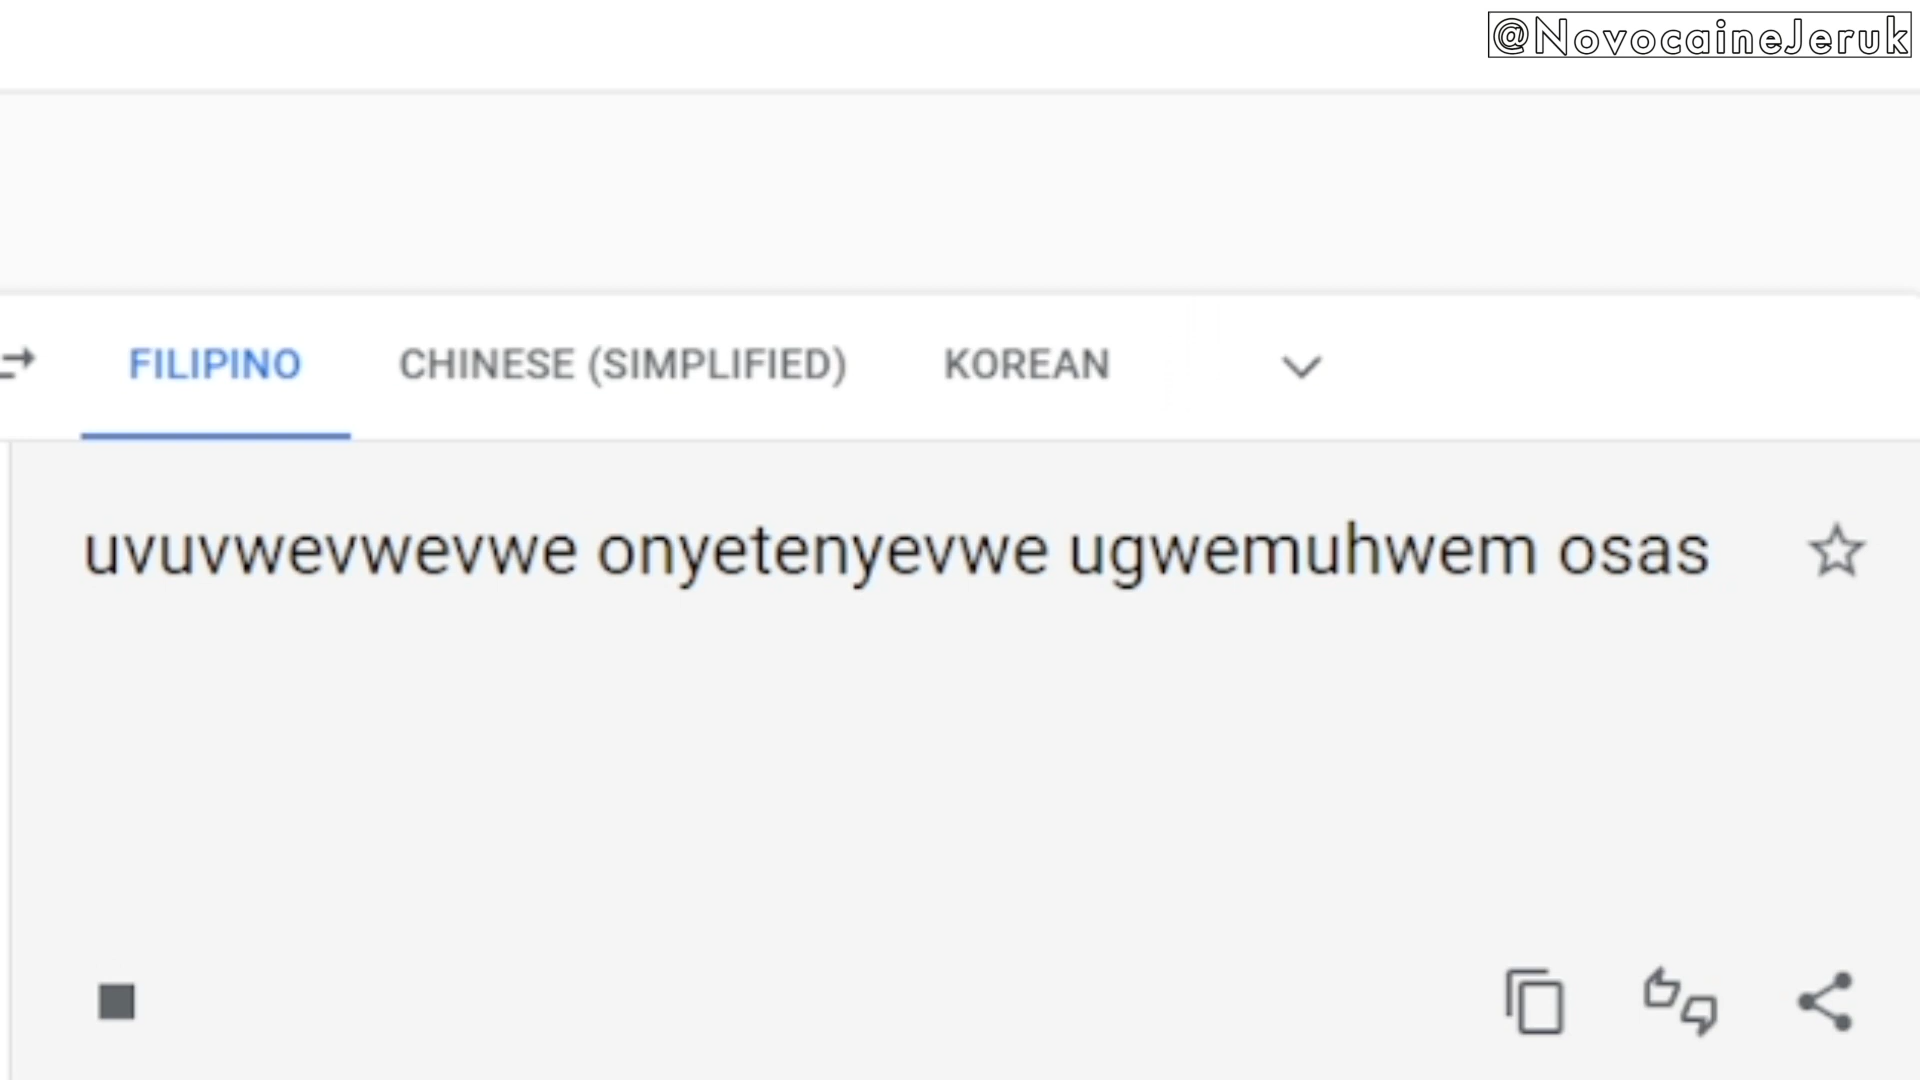 @NovocaineJeruk
FILIPINO CHINESE (SIMPLIFIED) KOREAN
uvuvwevwevwe onyetenyevwe ugwemuhwem osas